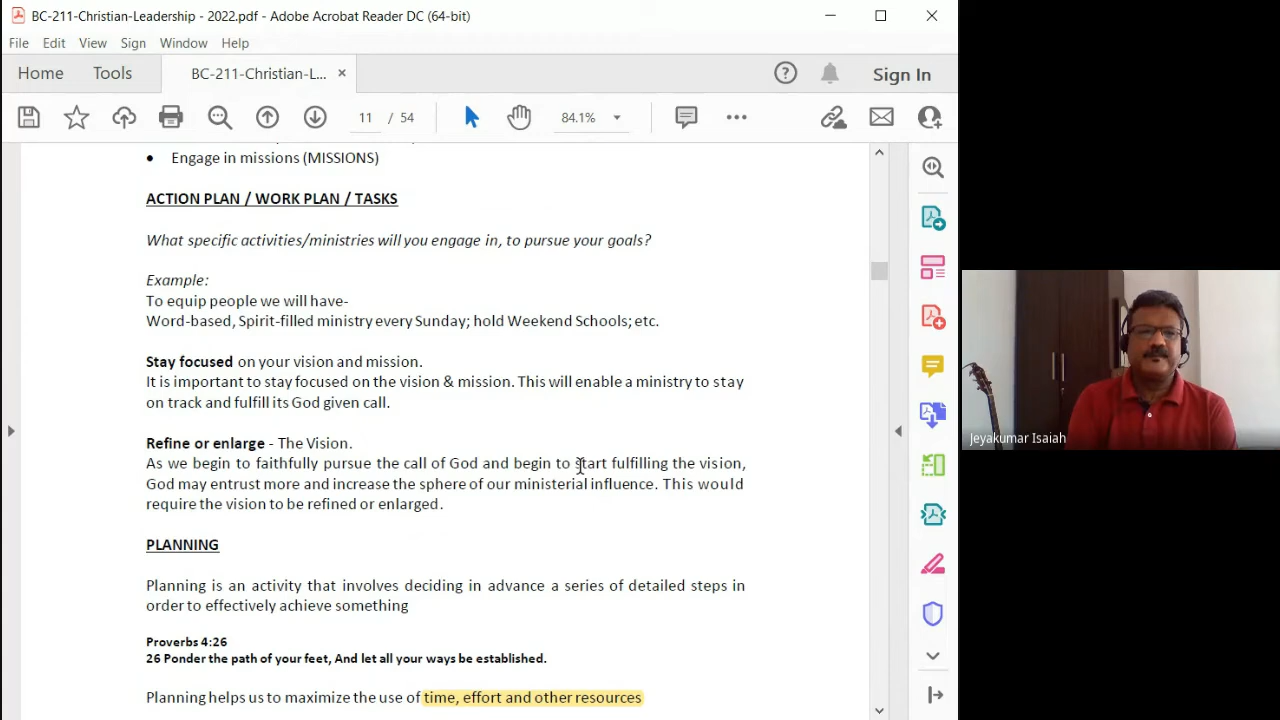 BC-211-Christian-Leadership - 2022.pdf - Adobe Acrobat Reader DC (64-bit)
File Edit View Sign Window Help
Home Tools BC-211-Christian-L... × Sign In
11 / 54 84.1%
• Engage in missions (MISSIONS)
ACTION PLAN / WORK PLAN / TASKS
What specific activities/ministries will you engage in, to pursue your goals?
Example:
To equip people we will have-
Word-based, Spirit-filled ministry every Sunday; hold Weekend Schools; etc.
Stay focused on your vision and mission.
It is important to stay focused on the vision & mission. This will enable a ministry to stay
on track and fulfill its God given call.
Refine or enlarge - The Vision.
As we begin to faithfully pursue the call of God and begin to start fulfilling the vision,
God may entrust more and increase the sphere of our ministerial influence. This would
require the vision to be refined or enlarged.
PLANNING
Planning is an activity that involves deciding in advance a series of detailed steps in
order to effectively achieve something
Proverbs 4:26
26 Ponder the path of your feet, And let all your ways be established.
Planning helps us to maximize the use of time, effort and other resources
Jeyakumar Isaiah